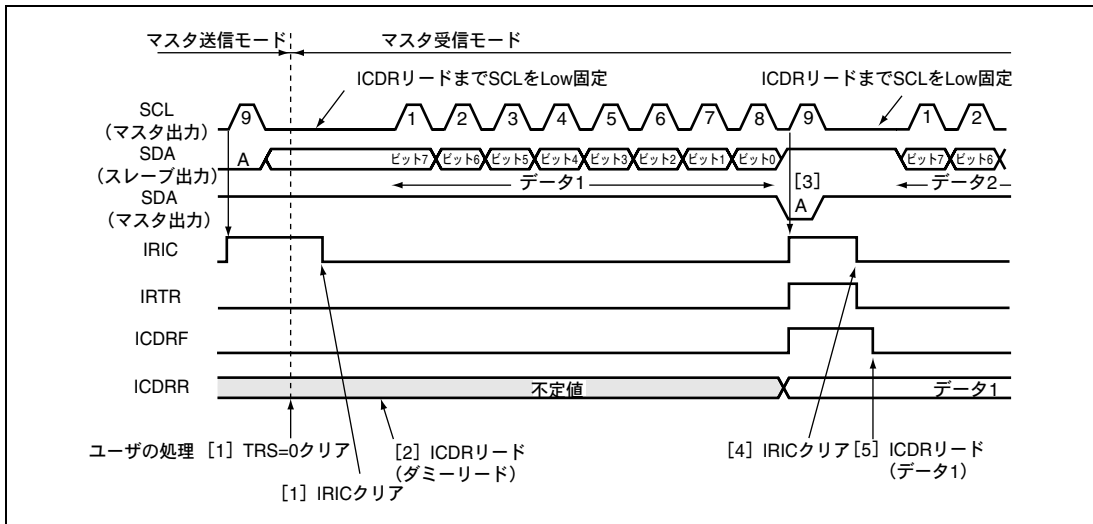 マスタ送信モード マスタ受信モード
ICDRリードまでSCLをLow固定 ICDRリードまでSCLをLow固定
SCL
（マスタ出力）
9 1 2 3 4 5 6 7 8 9 1 2
SDA
（スレーブ出力）
A ビット7 ビット6 ビット5 ビット4 ビット3 ビット2 ビット1 ビット0 ビット7 ビット6
データ1 [3] データ2
SDA
（マスタ出力）
A
IRIC
IRTR
ICDRF
ICDRR 不定値 データ1
ユーザの処理 [1] TRS=0クリア [2] ICDRリード
（ダミーリード）
[1] IRICクリア
[4] IRICクリア [5] ICDRリード
（データ1）